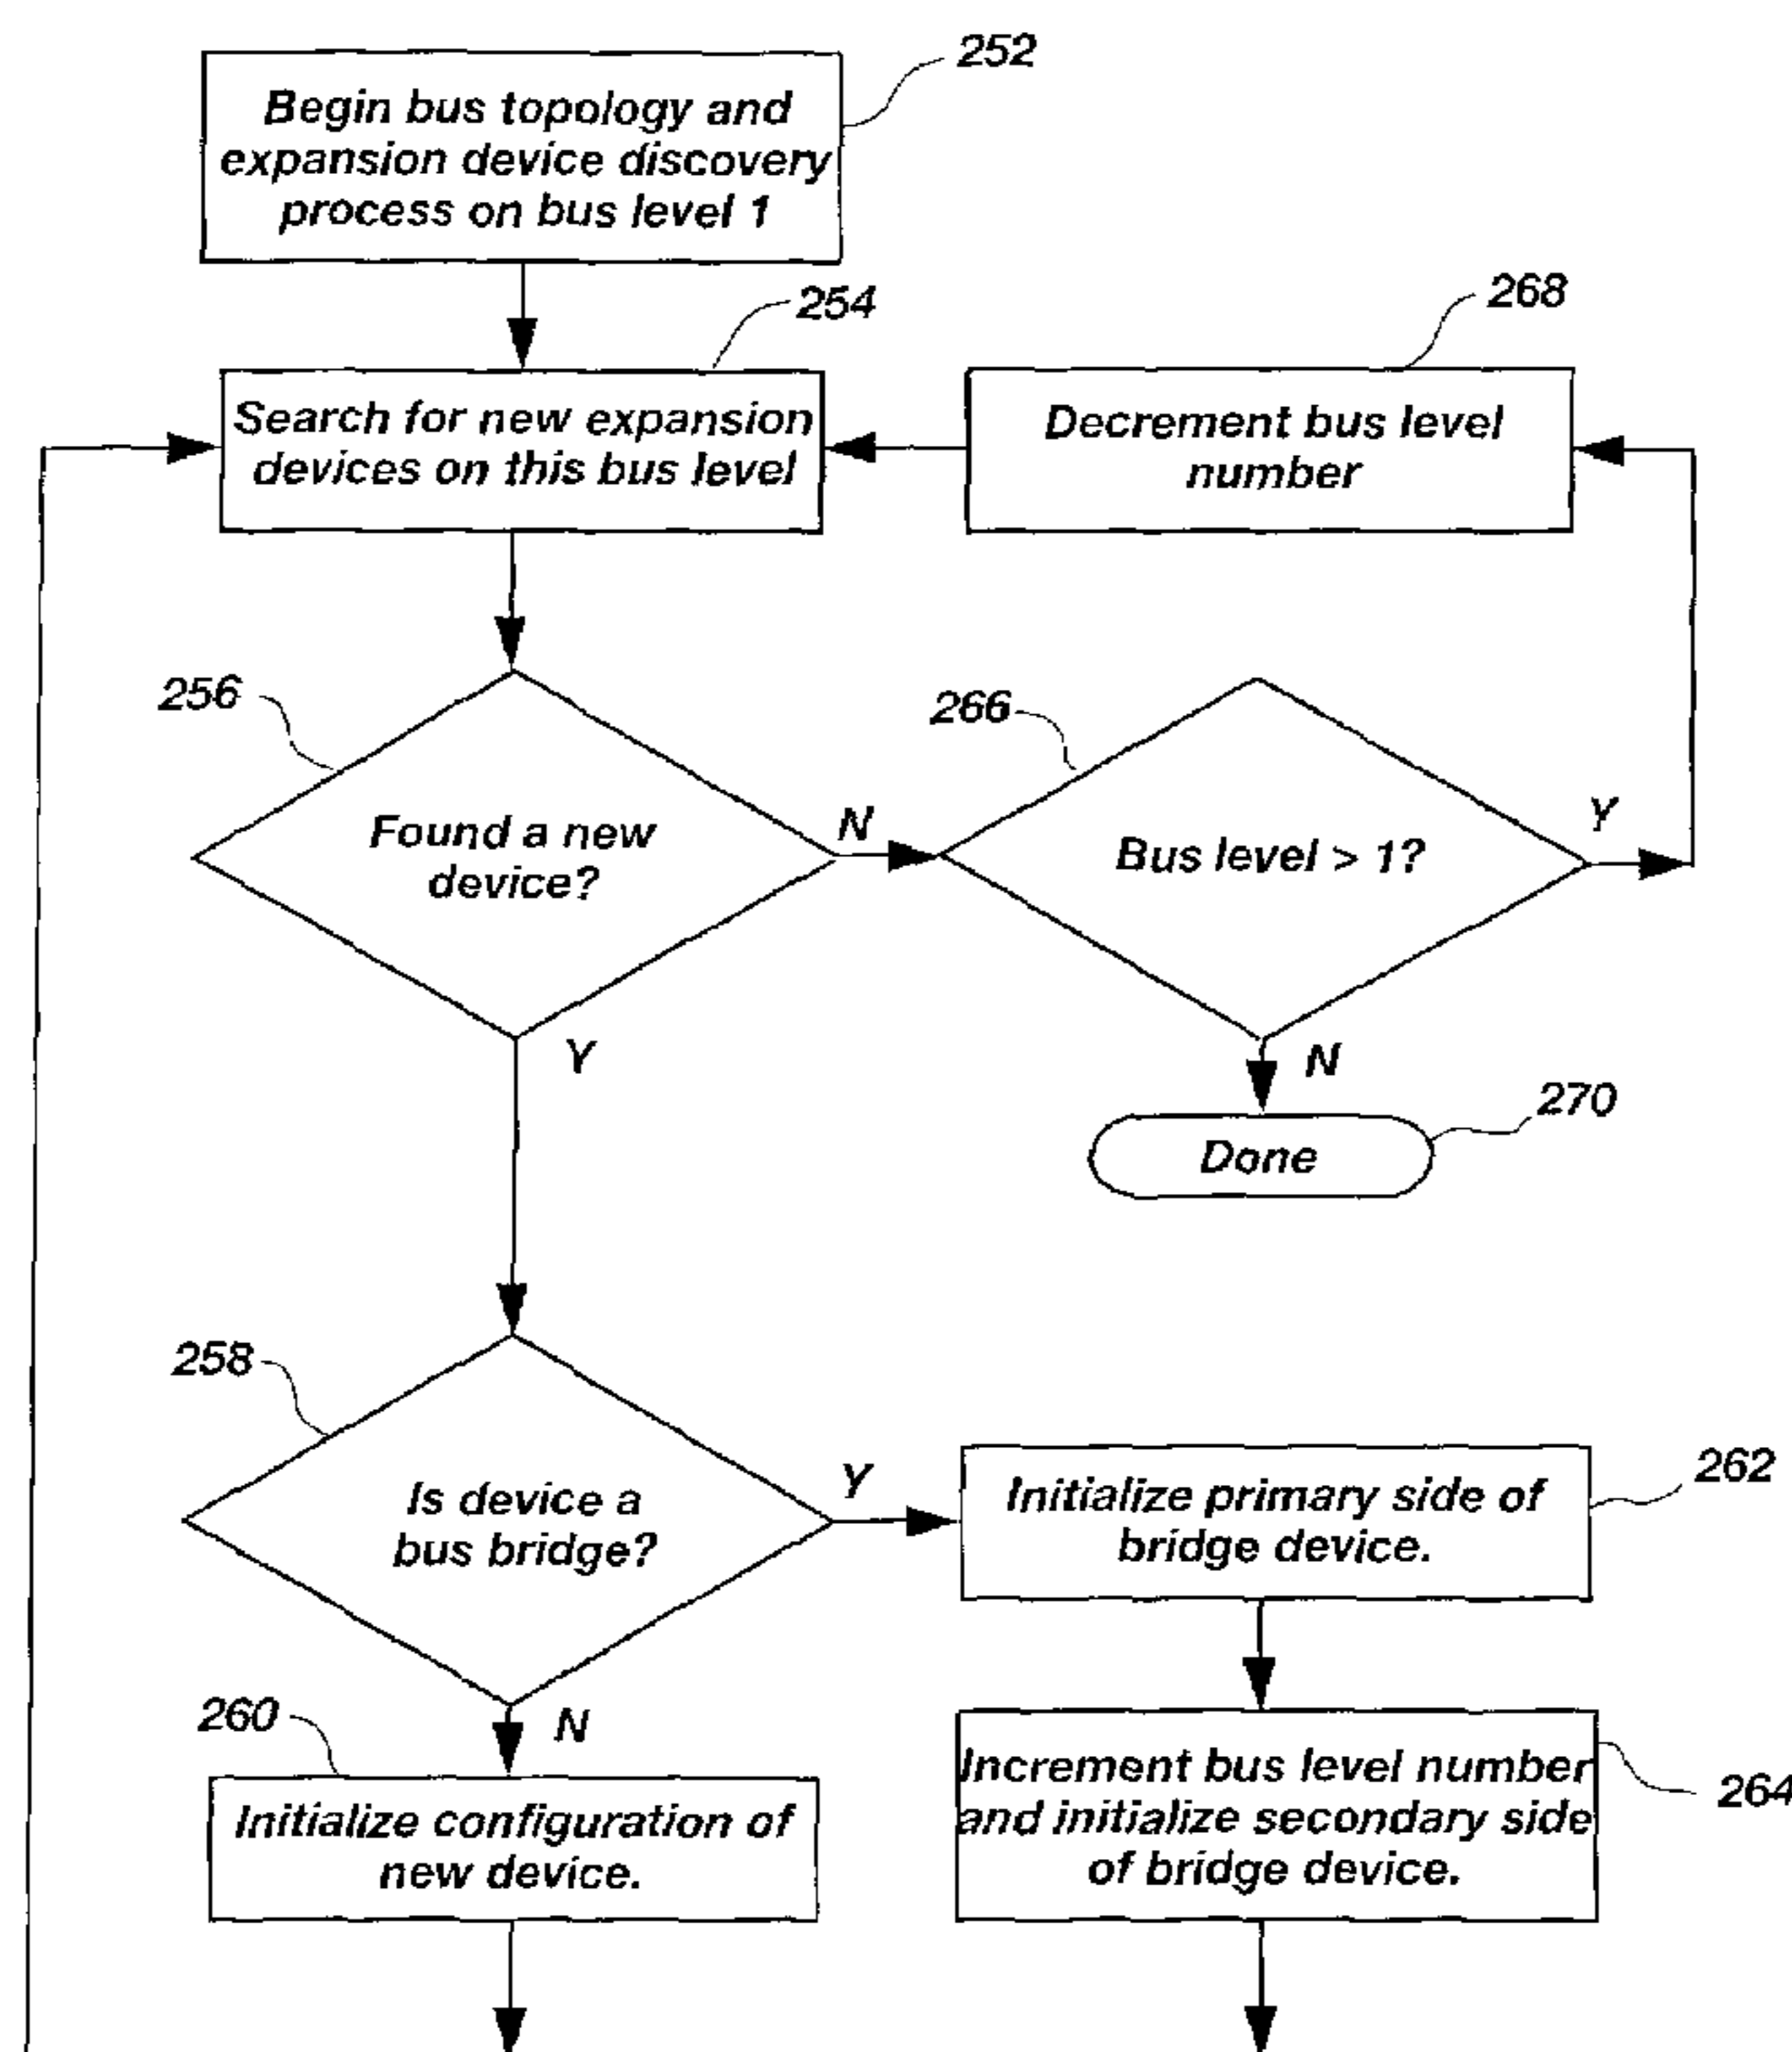 252
Begin bus topology and
expansion device discovery
process on bus level 1
254
268
Search for new expansion
devices on this bus level
Decrement bus level
number
256
266
Found a new
device?
N
Bus level > 1?
Y
Y
N
270
Done
258
Is device a
bus bridge?
Y
262
Initialize primary side of
bridge device.
260
N
264
Initialize configuration of
new device.
Increment bus level number
and initialize secondary side
of bridge device.